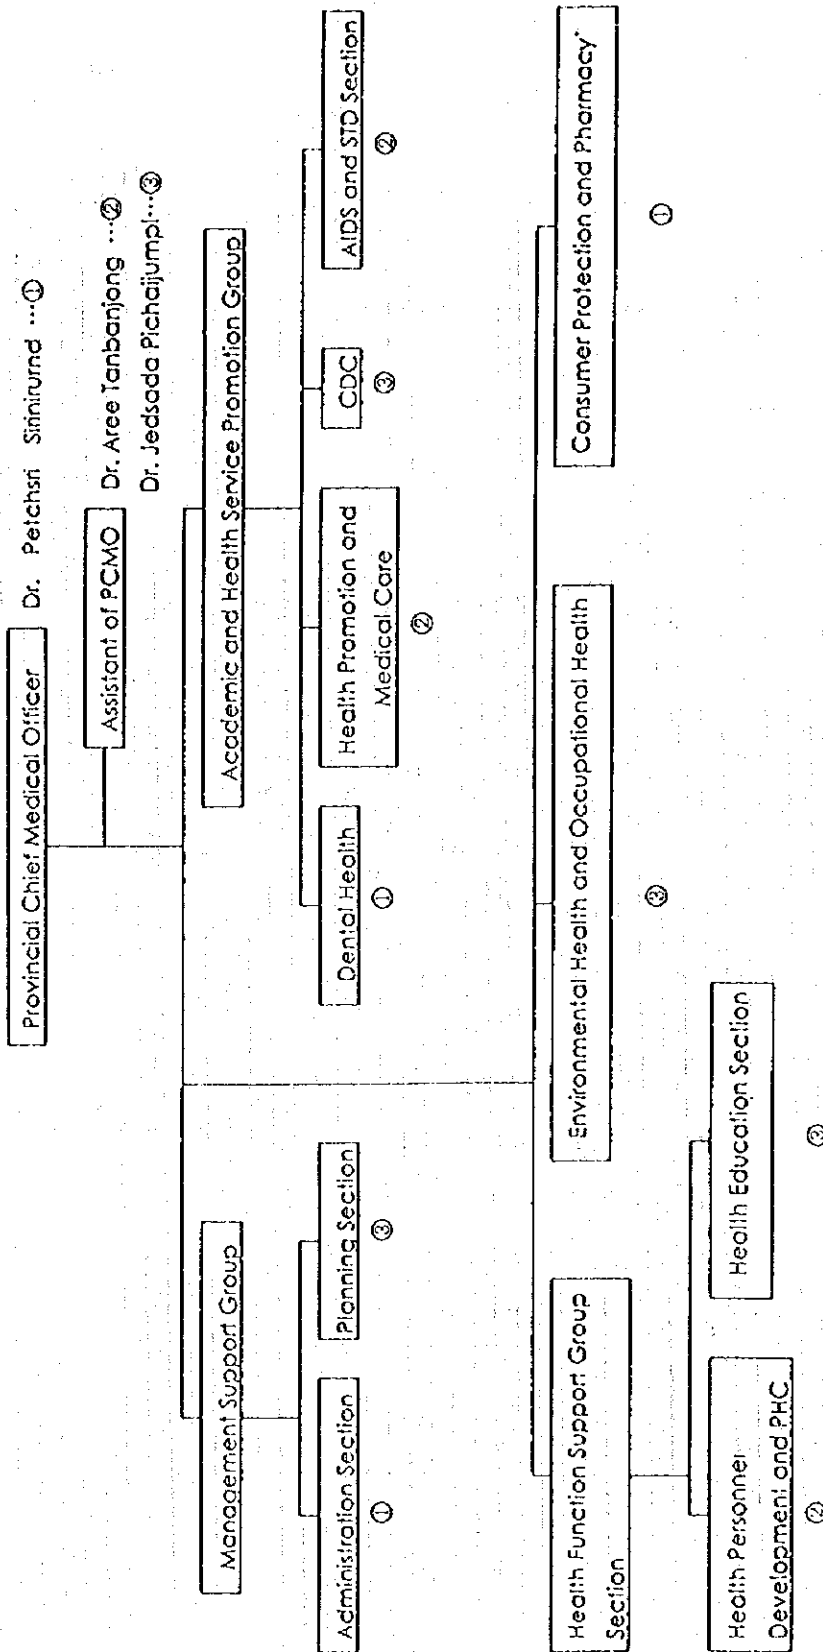 Provincial Chief Medical Officer Dr. Petchsri Sirinirund ...①
Assistant of PCMO Dr. Aree Tanbanjong ...②
Dr. Jedsada Pichaijumpl...③
Management Support Group
Academic and Health Service Promotion Group
Administration Section
①
Planning Section
③
Dental Health
①
Health Promotion and
Medical Care
②
CDC
③
AIDS and STD Section
②
Health Function Support Group
Section
Environmental Health and Occupational Health
③
Consumer Protection and Pharmacy*
①
Health Personnel
Development and PHC
②
Health Education Section
③